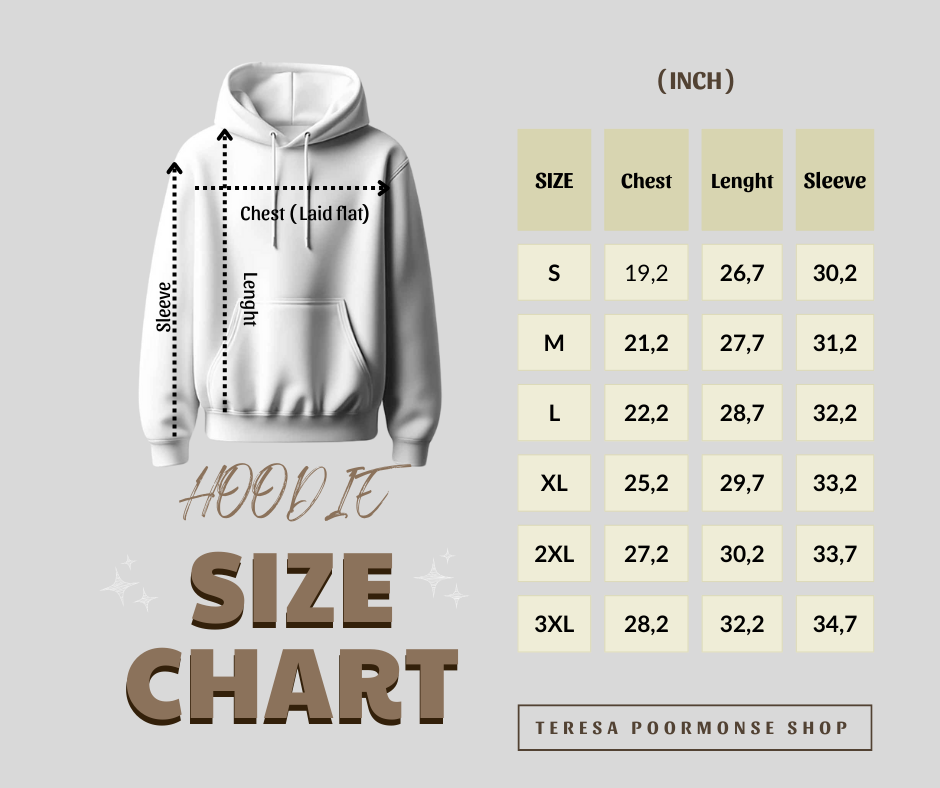 (INCH)
SIZE Chest Lenght Sleeve
S 19,2 26,7 30,2
M 21,2 27,7 31,2
L 22,2 28,7 32,2
XL 25,2 29,7 33,2
2XL 27,2 30,2 33,7
3XL 28,2 32,2 34,7
Chest (Laid flat)
Sleeve
Lenght
HOODIE
SIZE
CHART
TERESA POORMONSE SHOP